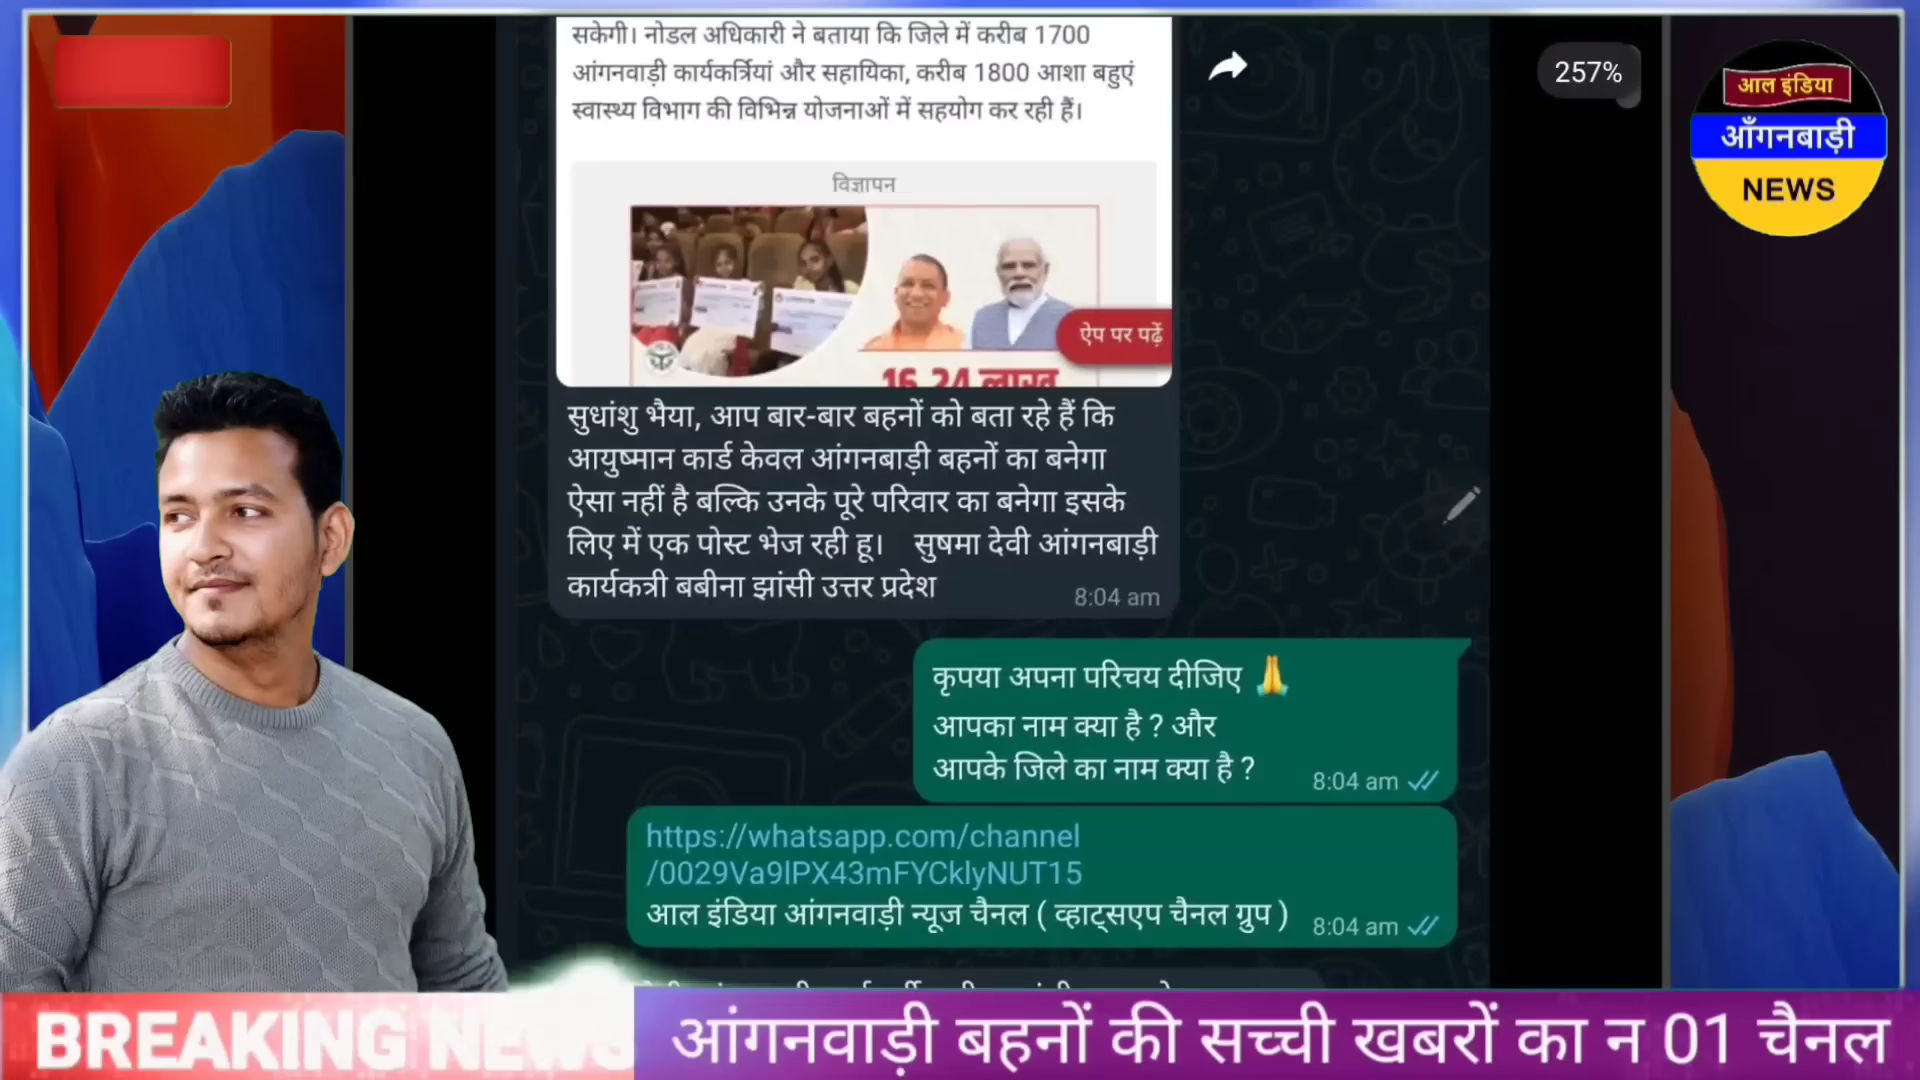 सकेगी। नोडल अधिकारी ने बताया कि जिले में करीब 1700
आंगनवाड़ी कार्यकर्त्रियां और सहायिका, करीब 1800 आशा बहुएं
स्वास्थ्य विभाग की विभिन्न योजनाओं में सहयोग कर रही हैं।
257%
आल इंडिया
आँगनबाड़ी
NEWS
विज्ञापन
ऐप पर पढ़ें
16.24 लाख
सुधांशु भैया, आप बार-बार बहनों को बता रहे हैं कि
आयुष्मान कार्ड केवल आंगनबाड़ी बहनों का बनेगा
ऐसा नहीं है बल्कि उनके पूरे परिवार का बनेगा इसके
लिए में एक पोस्ट भेज रही हू। सुषमा देवी आंगनबाड़ी
कार्यकत्री बबीना झांसी उत्तर प्रदेश
8:04 am
कृपया अपना परिचय दीजिए 🙏
आपका नाम क्या है ? और
आपके जिले का नाम क्या है ?
8:04 am
https://whatsapp.com/channel
/0029Va9lPX43mFYCklyNUT15
आल इंडिया आंगनवाड़ी न्यूज चैनल ( व्हाट्सएप चैनल ग्रुप )
8:04 am
BREAKING NEWS
आंगनवाड़ी बहनों की सच्ची खबरों का न 01 चैनल